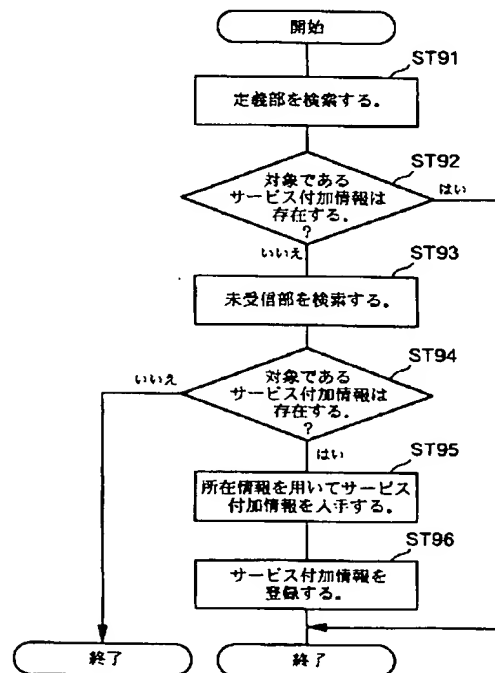 開始
ST91
定義部を検索する。
ST92
対象である
サービス付加情報は
存在する。
?
はい
いいえ
ST93
未受信部を検索する。
ST94
いいえ
対象である
サービス付加情報は
存在する。
?
はい
ST95
所在情報を用いてサービス
付加情報を入手する。
ST96
サービス付加情報を
登録する。
終了
終了